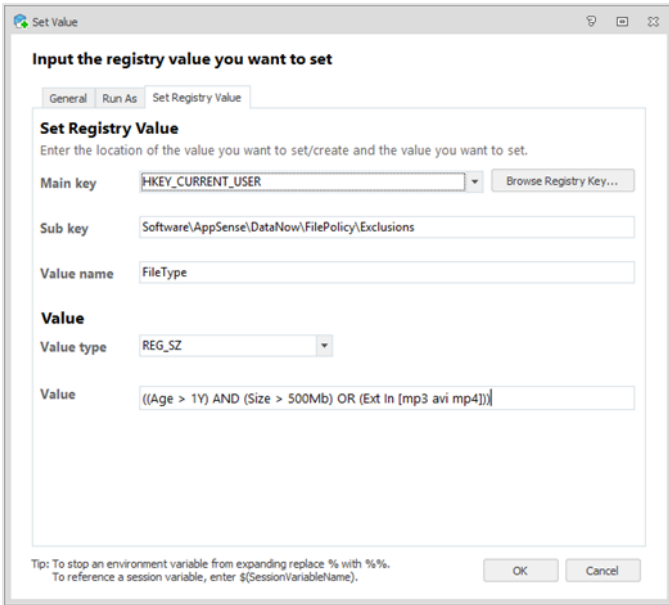 Set Value
Input the registry value you want to set
General Run As Set Registry Value
Set Registry Value
Enter the location of the value you want to set/create and the value you want to set.
Main key HKEY_CURRENT_USER Browse Registry Key...
Sub key Software\AppSense\DataNow\FilePolicy\Exclusions
Value name FileType
Value
Value type REG_SZ
Value ((Age > 1Y) AND (Size > 500Mb) OR (Ext In [mp3 avi mp4]))
Tip: To stop an environment variable from expanding replace % with %%.
To reference a session variable, enter $(SessionVariableName).
OK Cancel